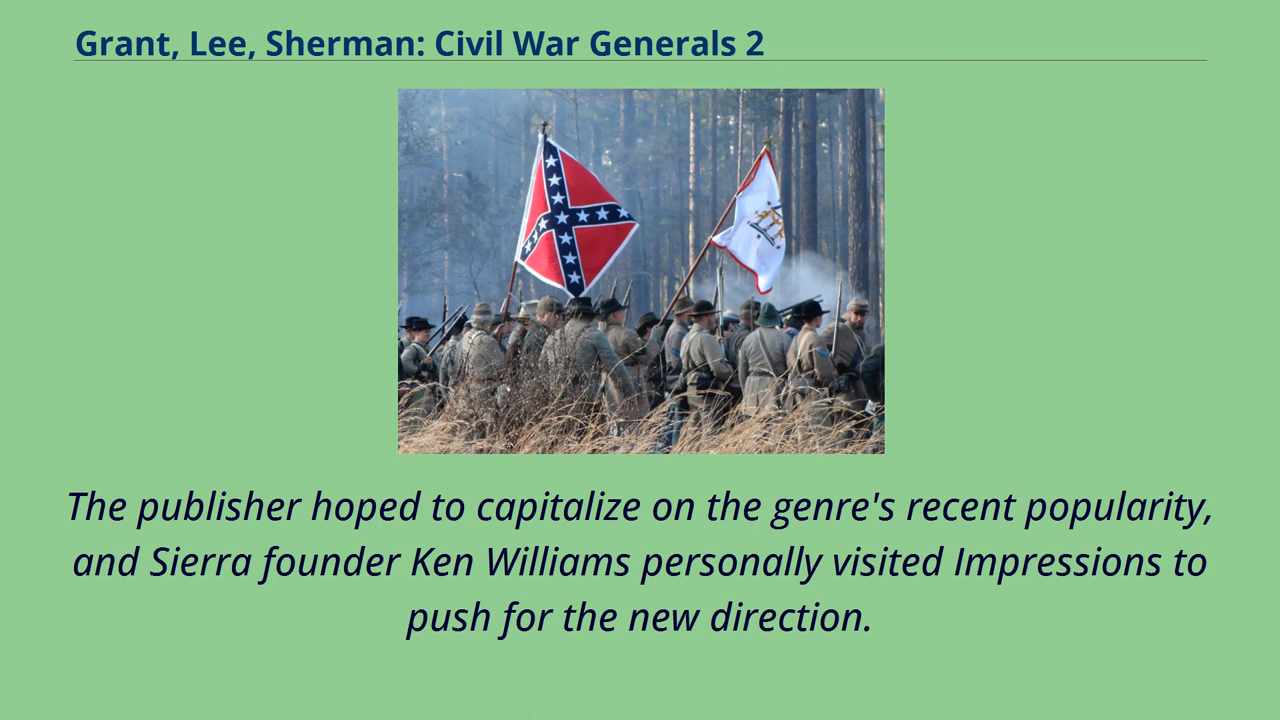 Grant, Lee, Sherman: Civil War Generals 2
The publisher hoped to capitalize on the genre's recent popularity,
and Sierra founder Ken Williams personally visited Impressions to
push for the new direction.